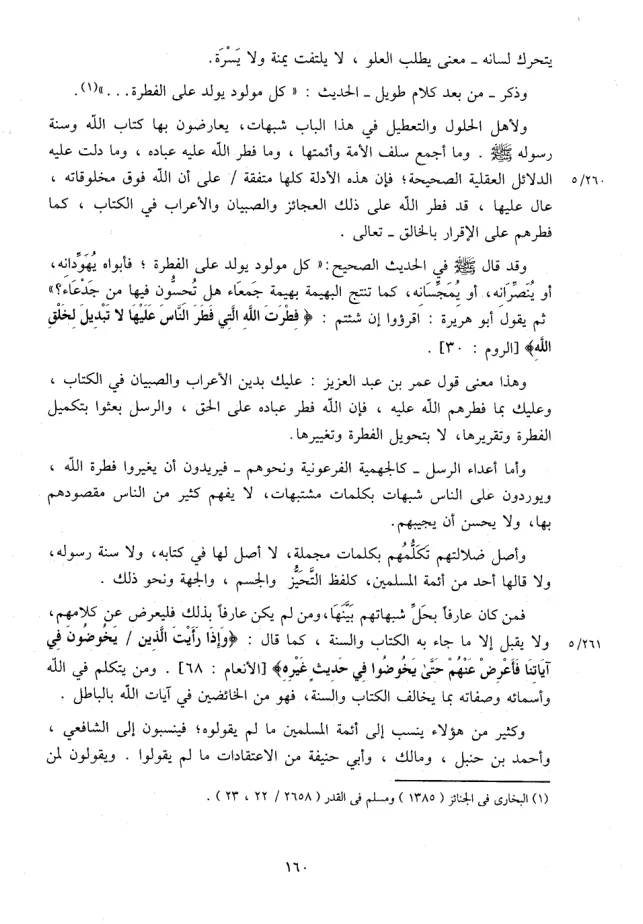 يتحرك لسانه ـ معنى يطلب العلو ، لا يلتفت يمنة ولا يَسْرَة.
وذكر ـ من بعد كلام طويل ـ الحديث : « كل مولود يولد على الفطرة . . . »(١).
ولأهل الحلول والتعطيل في هذا الباب شبهات، يعارضون بها كتاب الله وسنة
رسوله ﷺ . وما أجمع سلف الأمة وأئمتها ، وما فطر الله عليه عباده ، وما دلت عليه
٥/٢٦٠ الدلائل العقلية الصحيحة؛ فإن هذه الأدلة كلها متفقة / على أن الله فوق مخلوقاته ،
عال عليها ، قد فطر الله على ذلك العجائز والصبيان والأعراب في الكتاب ، كما
فطرهم على الإقرار بالخالق ـ تعالى .
وقد قال ﷺ في الحديث الصحيح:« كل مولود يولد على الفطرة ؛ فأبواه يُهَوِّدانِه،
أو يُنَصِّرَانِه، أو يُمَجِّسَانِه، كما تنتج البهيمة بهيمة جَمعَاء هل تُحسُّون فيها من جَدْعَاء؟»
ثم يقول أبو هريرة : اقرؤوا إن شئتم : ﴿ فِطْرَتَ اللَّهِ الَّتِي فَطَرَ النَّاسَ عَلَيْهَا لا تَبْدِيلَ لِخَلْقِ
اللَّهِ﴾ [الروم : ٣٠] .
وهذا معنى قول عمر بن عبد العزيز : عليك بدين الأعراب والصبيان في الكتاب ،
وعليك بما فطرهم الله عليه ، فإن الله فطر عباده على الحق ، والرسل بعثوا بتكميل
الفطرة وتقريرها، لا بتحويل الفطرة وتغييرها.
وأما أعداء الرسل ـ كالجهمية الفرعونية ونحوهم ـ فيريدون أن يغيروا فطرة الله ،
ويوردون على الناس شبهات بكلمات مشتبهات، لا يفهم كثير من الناس مقصودهم
بها، ولا يحسن أن يجيبهم.
وأصل ضلالتهم تَكَلُّمُهُم بكلمات مجملة، لا أصل لها في كتابه، ولا سنة رسوله،
ولا قالها أحد من أئمة المسلمين، كلفظ التَّحَيُّز والجسم ، والجهة ونحو ذلك .
فمن كان عارفاً بحَلِّ شبهاتهم بَيَّنَهَا،ومن لم يكن عارفاً بذلك فليعرض عن كلامهم،
٥/٢٦١ ولا يقبل إلا ما جاء به الكتاب والسنة ، كما قال : ﴿وَإِذَا رَأَيْتَ الَّذِينَ / يَخُوضُونَ فِي
آيَاتِنَا فَأَعْرِضْ عَنْهُمْ حَتَّىٰ يَخُوضُوا فِي حَدِيثٍ غَيْرِهِ﴾ [الأنعام : ٦٨] . ومن يتكلم في الله
وأسمائه وصفاته بما يخالف الكتاب والسنة، فهو من الخائضين في آيات الله بالباطل .
وكثير من هؤلاء ينسب إلى أئمة المسلمين ما لم يقولوه؛ فينسبون إلى الشافعي ،
وأحمد بن حنبل ، ومالك ، وأبي حنيفة من الاعتقادات ما لم يقولوا . ويقولون لمن
(١) البخارى فى الجنائز ( ١٣٨٥ ) ومسلم فى القدر ( ٢٦٥٨ / ٢٢ ، ٢٣ ) .
١٦٠